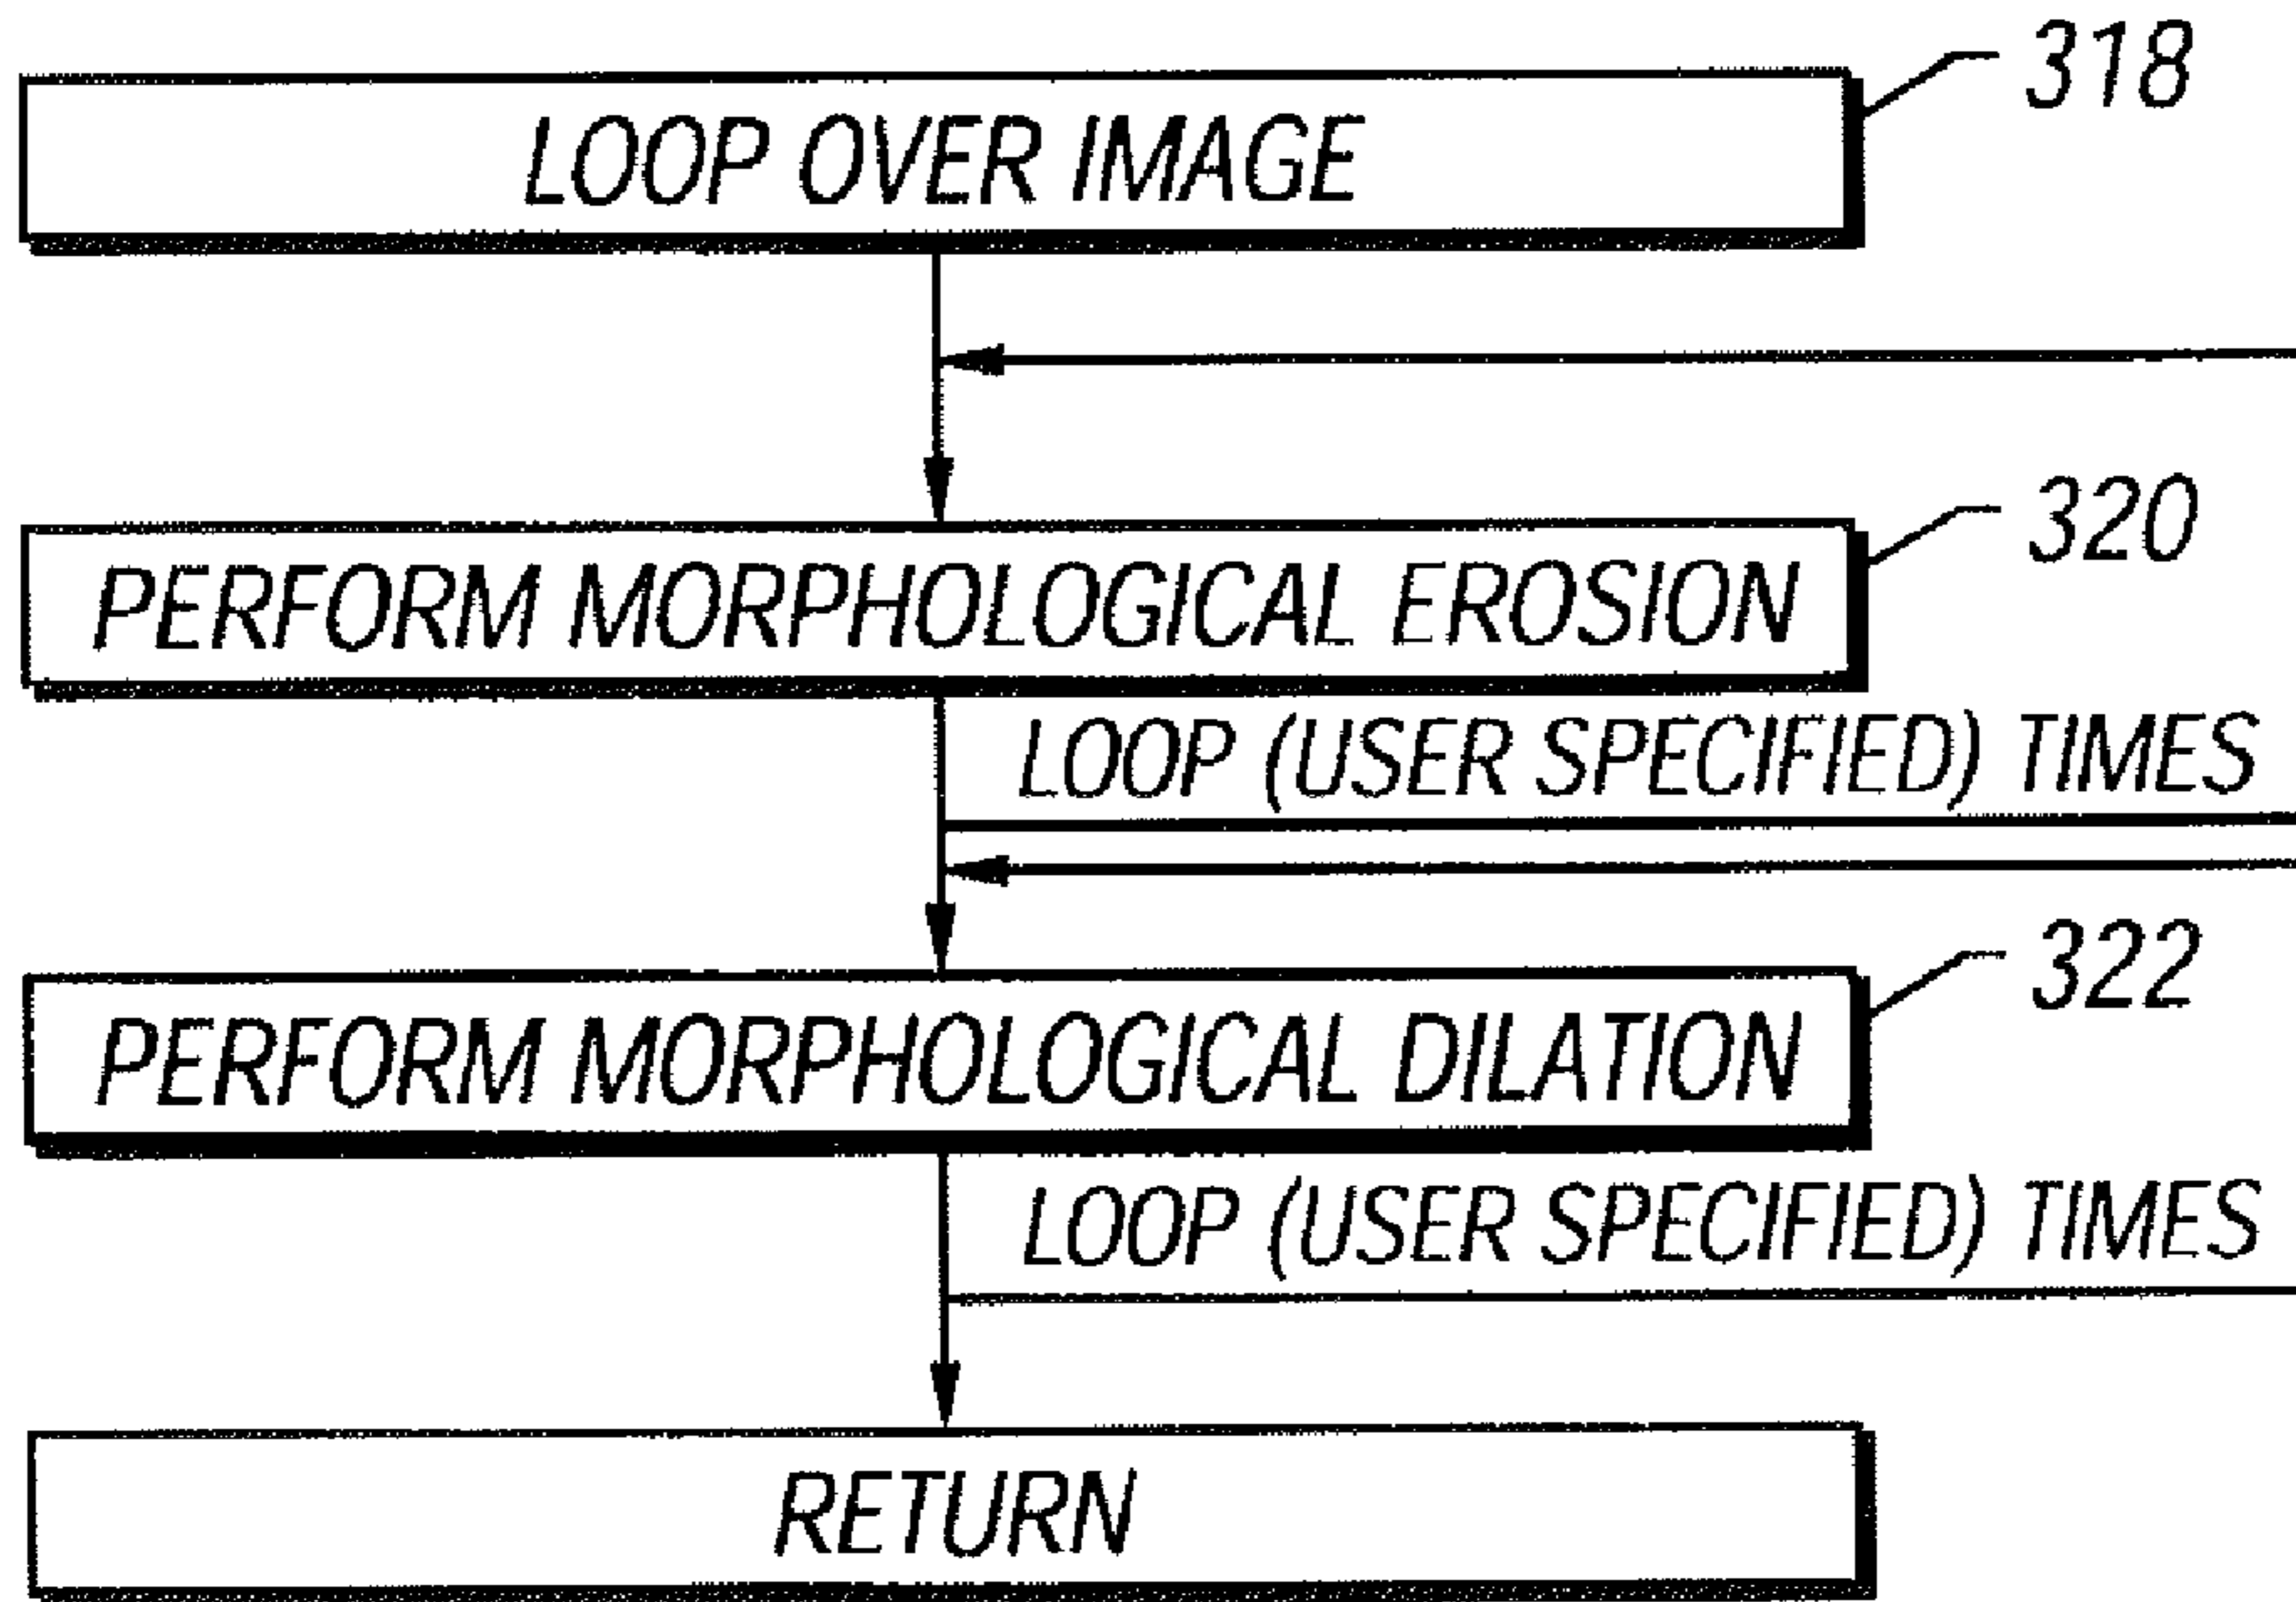 318
LOOP OVER IMAGE
320
PERFORM MORPHOLOGICAL EROSION
LOOP (USER SPECIFIED) TIMES
322
PERFORM MORPHOLOGICAL DILATION
LOOP (USER SPECIFIED) TIMES
RETURN